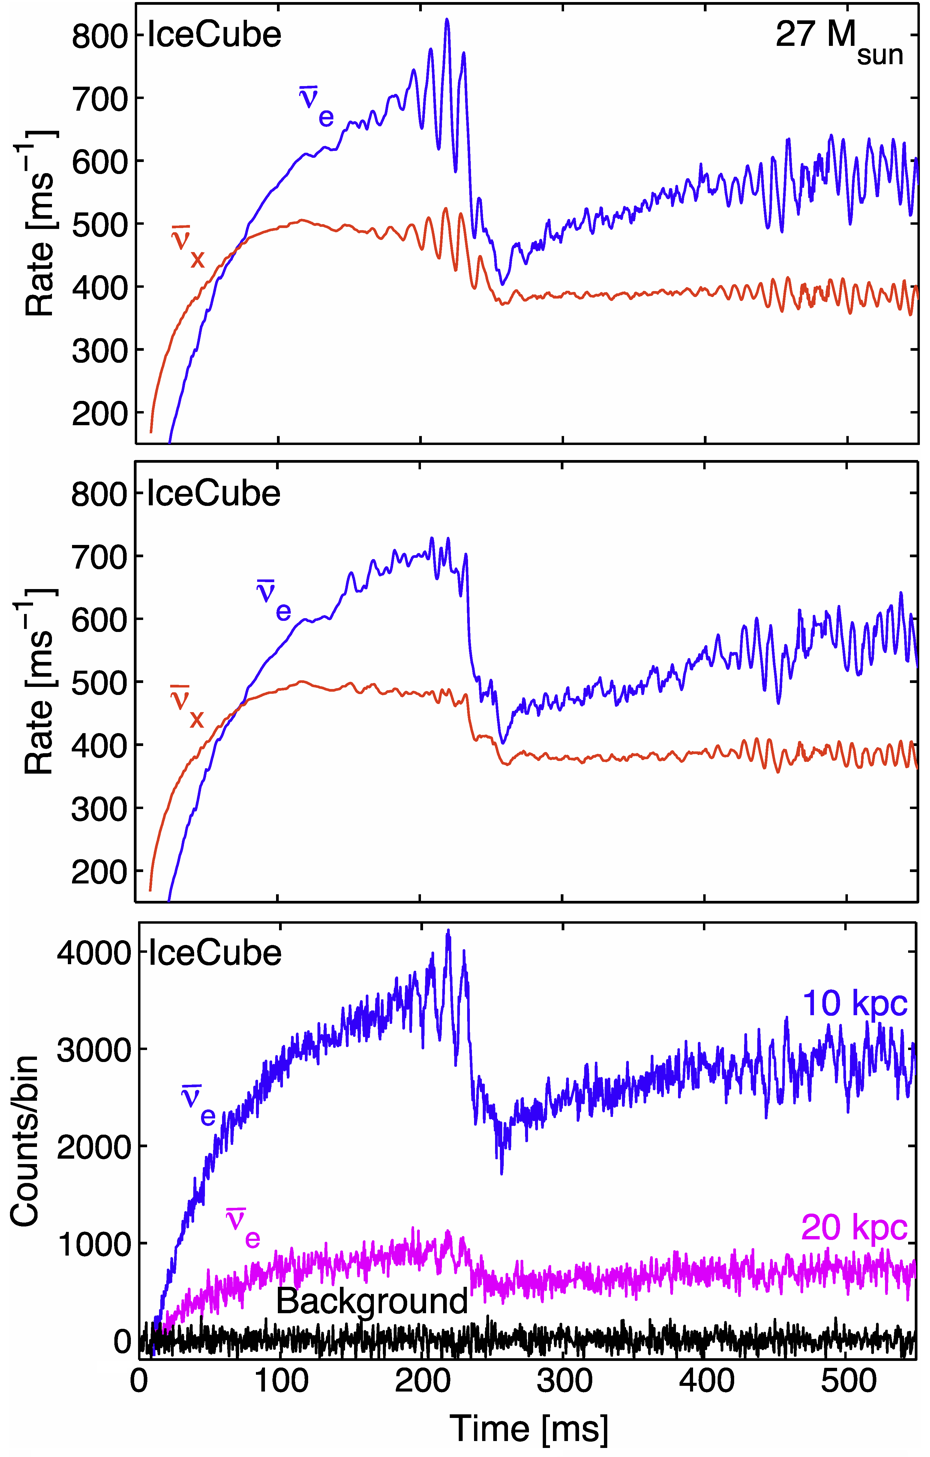 IceCube
27 M_sun
ν̄_e
ν̄_x
Rate [ms⁻¹]
800
700
600
500
400
300
200
IceCube
ν̄_e
ν̄_x
Rate [ms⁻¹]
800
700
600
500
400
300
200
IceCube
10 kpc
ν̄_e
ν̄_e
20 kpc
Background
Counts/bin
4000
3000
2000
1000
0
0 100 200 300 400 500
Time [ms]